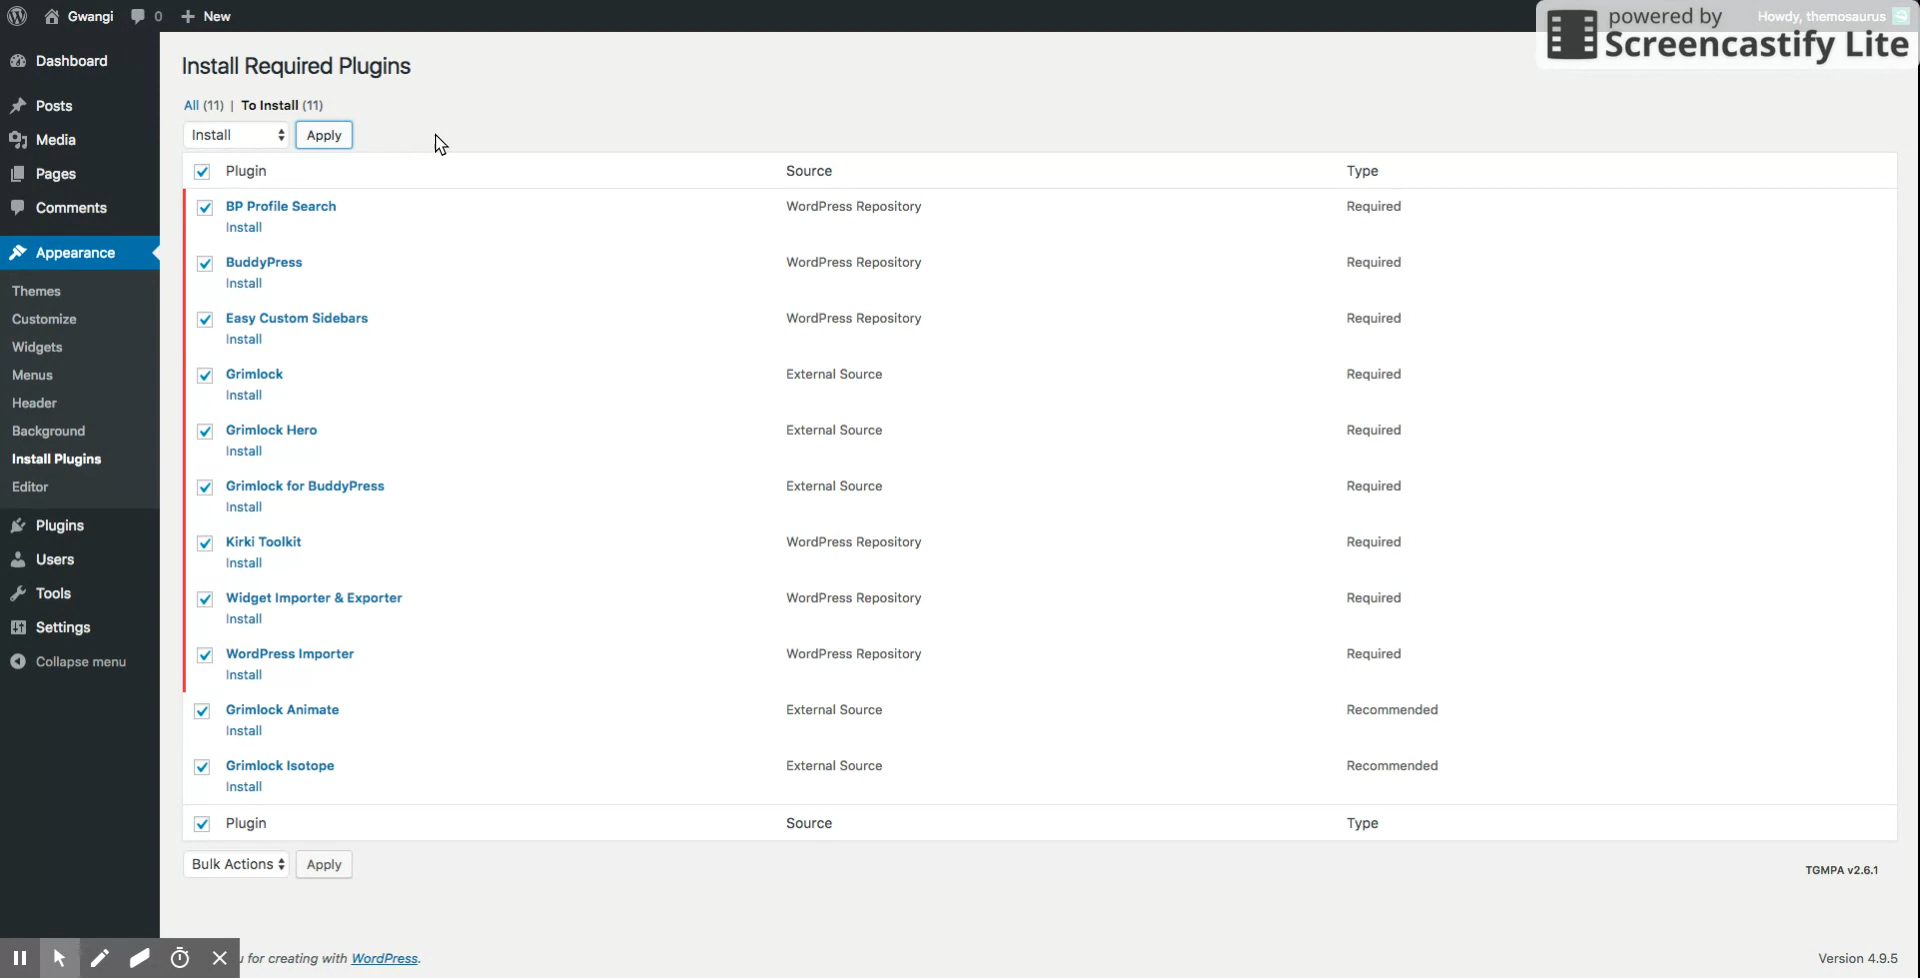 Gwangi
0
New
powered by
Screencastify Lite
Howdy, themosaurus
Dashboard
Posts
Media
Pages
Comments
Appearance
Themes
Customize
Widgets
Menus
Header
Background
Install Plugins
Editor
Plugins
Users
Tools
Settings
Collapse menu
Install Required Plugins
All (11) | To Install (11)
Install Apply
Plugin Source Type
BP Profile Search WordPress Repository Required
Install
BuddyPress WordPress Repository Required
Install
Easy Custom Sidebars WordPress Repository Required
Install
Grimlock External Source Required
Install
Grimlock Hero External Source Required
Install
Grimlock for BuddyPress External Source Required
Install
Kirki Toolkit WordPress Repository Required
Install
Widget Importer & Exporter WordPress Repository Required
Install
WordPress Importer WordPress Repository Required
Install
Grimlock Animate External Source Recommended
Install
Grimlock Isotope External Source Recommended
Install
Plugin Source Type
Bulk Actions Apply
TGMPA v2.6.1
for creating with WordPress.
Version 4.9.5